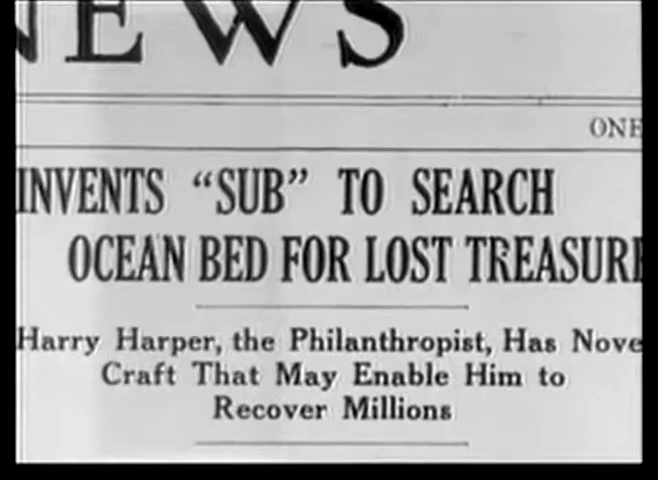 NEWS
ONE
INVENTS “SUB” TO SEARCH
OCEAN BED FOR LOST TREASURE
Harry Harper, the Philanthropist, Has Nove
Craft That May Enable Him to
Recover Millions